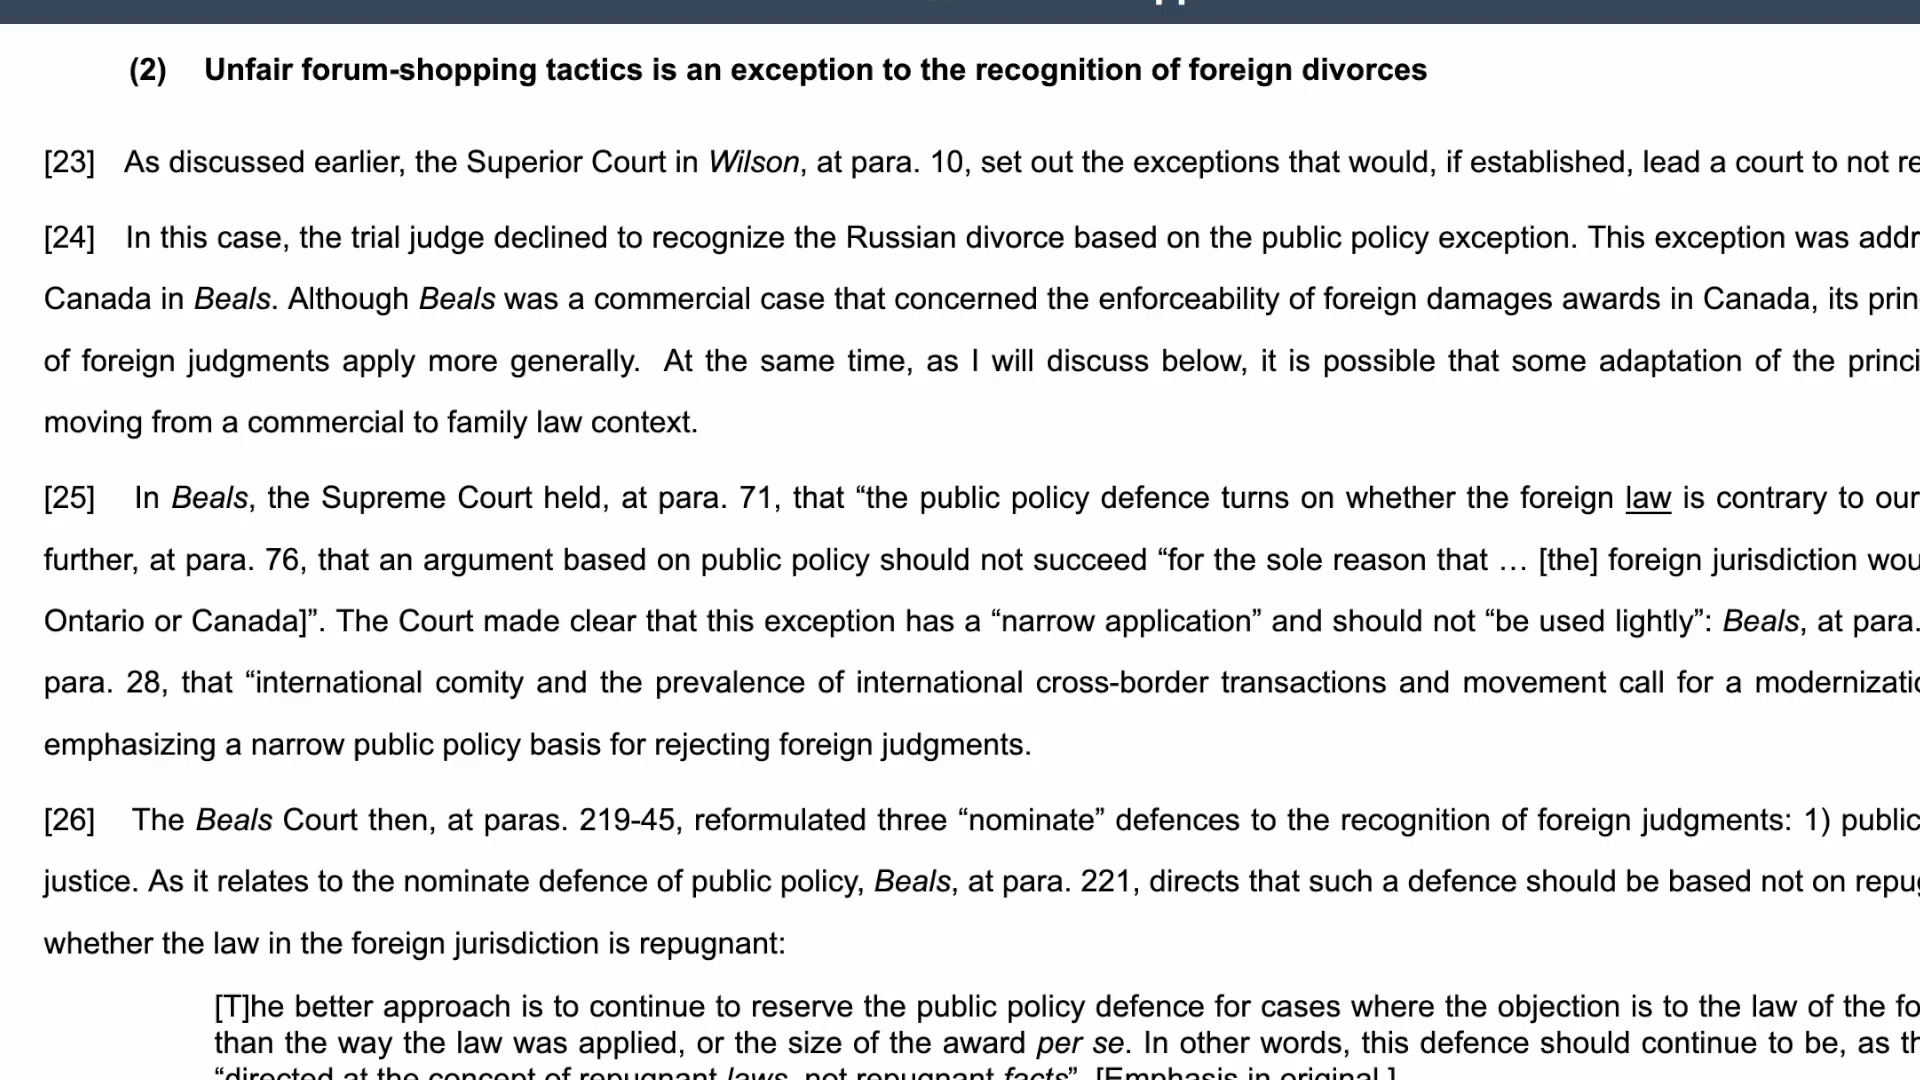 (2) Unfair forum-shopping tactics is an exception to the recognition of foreign divorces
[23] As discussed earlier, the Superior Court in Wilson, at para. 10, set out the exceptions that would, if established, lead a court to not re
[24] In this case, the trial judge declined to recognize the Russian divorce based on the public policy exception. This exception was addr
Canada in Beals. Although Beals was a commercial case that concerned the enforceability of foreign damages awards in Canada, its prin
of foreign judgments apply more generally. At the same time, as I will discuss below, it is possible that some adaptation of the princi
moving from a commercial to family law context.
[25] In Beals, the Supreme Court held, at para. 71, that “the public policy defence turns on whether the foreign law is contrary to our
further, at para. 76, that an argument based on public policy should not succeed “for the sole reason that … [the] foreign jurisdiction wou
Ontario or Canada]”. The Court made clear that this exception has a “narrow application” and should not “be used lightly”: Beals, at para.
para. 28, that “international comity and the prevalence of international cross-border transactions and movement call for a modernizatio
emphasizing a narrow public policy basis for rejecting foreign judgments.
[26] The Beals Court then, at paras. 219-45, reformulated three “nominate” defences to the recognition of foreign judgments: 1) public
justice. As it relates to the nominate defence of public policy, Beals, at para. 221, directs that such a defence should be based not on repug
whether the law in the foreign jurisdiction is repugnant:
[T]he better approach is to continue to reserve the public policy defence for cases where the objection is to the law of the fo
than the way the law was applied, or the size of the award per se. In other words, this defence should continue to be, as th
“directed at the concept of repugnant laws, not repugnant facts”. [Emphasis in original.]